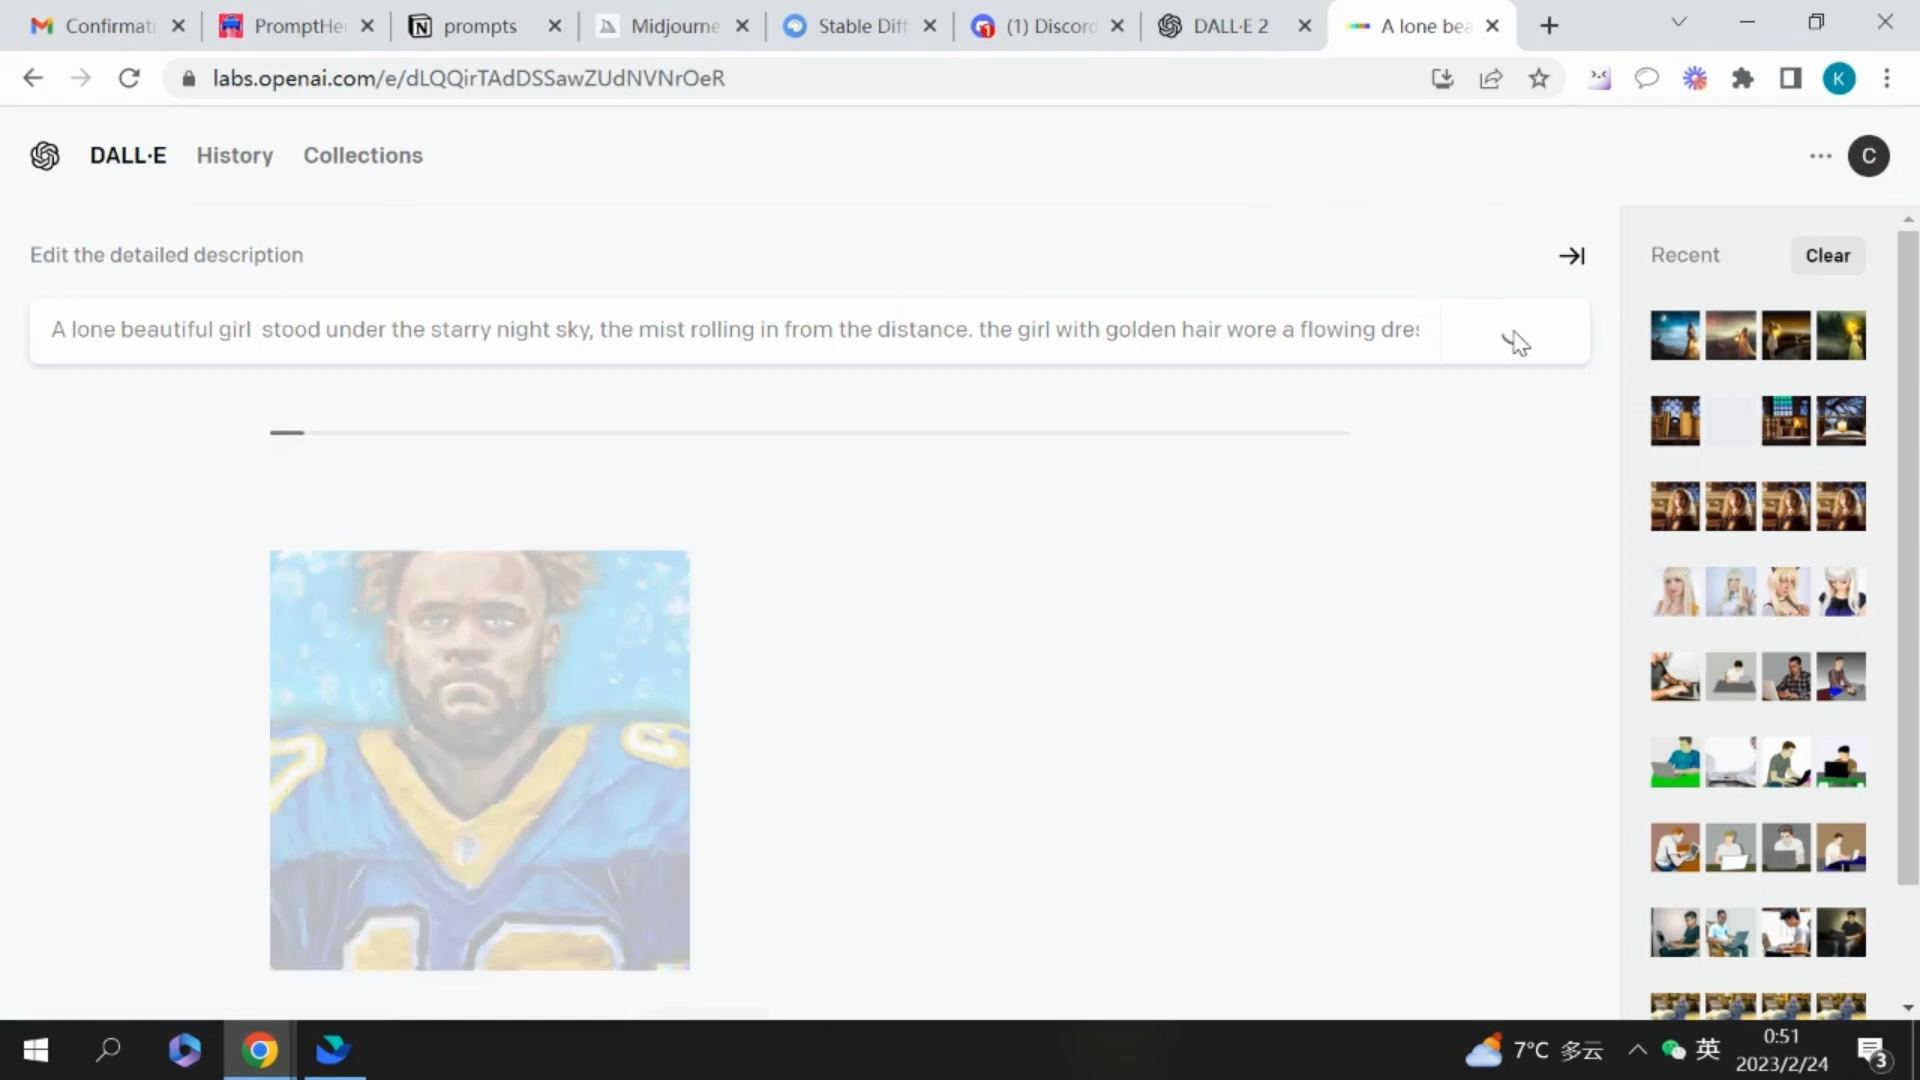 Confirmati
PromptHe
prompts
Midjourne
Stable Diff
(1) Discord
DALL·E 2
A lone bea
labs.openai.com/e/dLQQirTAdDSSawZUdNVNrOeR
K
DALL·E
History
Collections
C
Edit the detailed description
Recent
Clear
A lone beautiful girl  stood under the starry night sky, the mist rolling in from the distance. the girl with golden hair wore a flowing dres
7°C 多云
英
0:51
2023/2/24
3